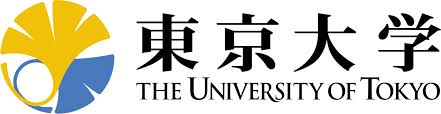 東京大学
THE UNIVERSITY OF TOKYO